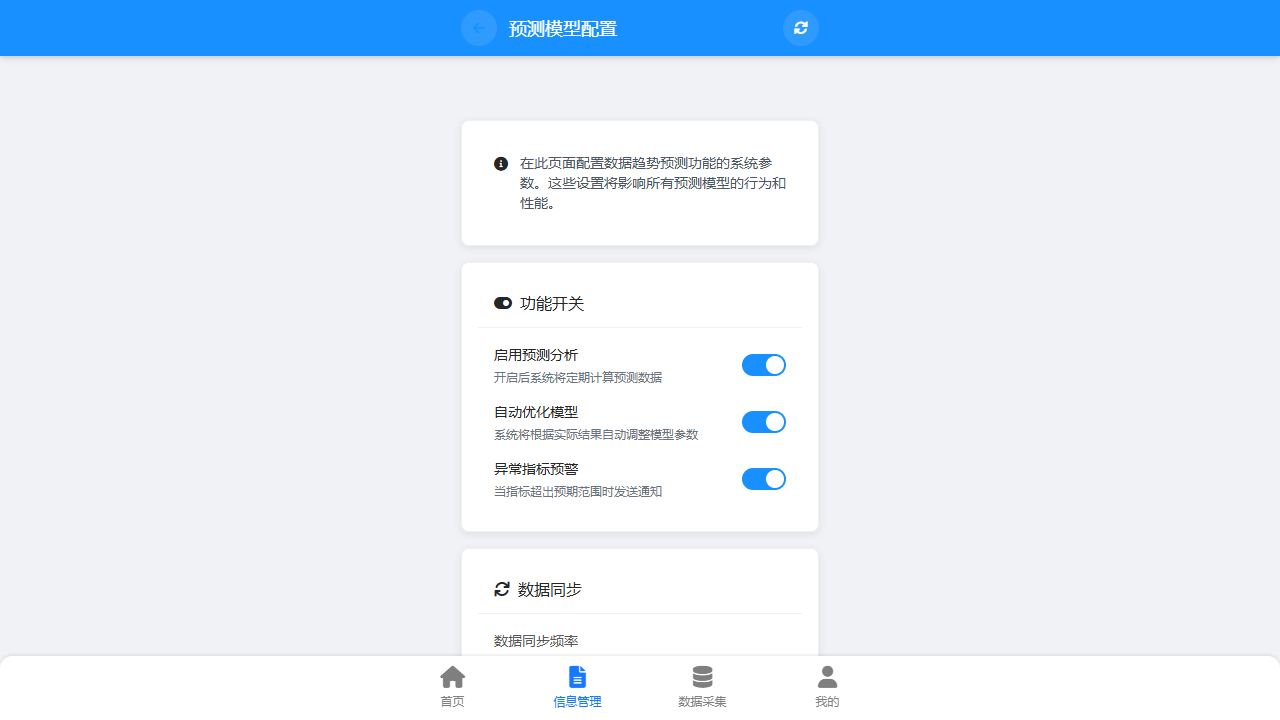 预测模型配置
在此页面配置数据趋势预测功能的系统参
数。这些设置将影响所有预测模型的行为和
性能。
功能开关
启用预测分析
开启后系统将定期计算预测数据
自动优化模型
系统将根据实际结果自动调整模型参数
异常指标预警
当指标超出预期范围时发送通知
数据同步
数据同步频率
首页
信息管理
数据采集
我的